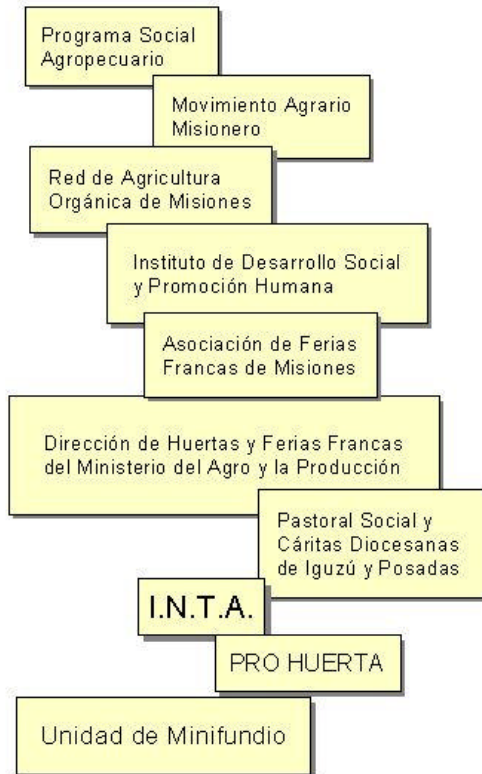 Programa Social
Agropecuario
Movimiento Agrario
Misionero
Red de Agricultura
Orgánica de Misiones
Instituto de Desarrollo Social
y Promoción Humana
Asociación de Ferias
Francas de Misiones
Dirección de Huertas y Ferias Francas
del Ministerio del Agro y la Producción
Pastoral Social y
Cáritas Diocesanas
de Iguzú y Posadas
I.N.T.A.
PRO HUERTA
Unidad de Minifundio